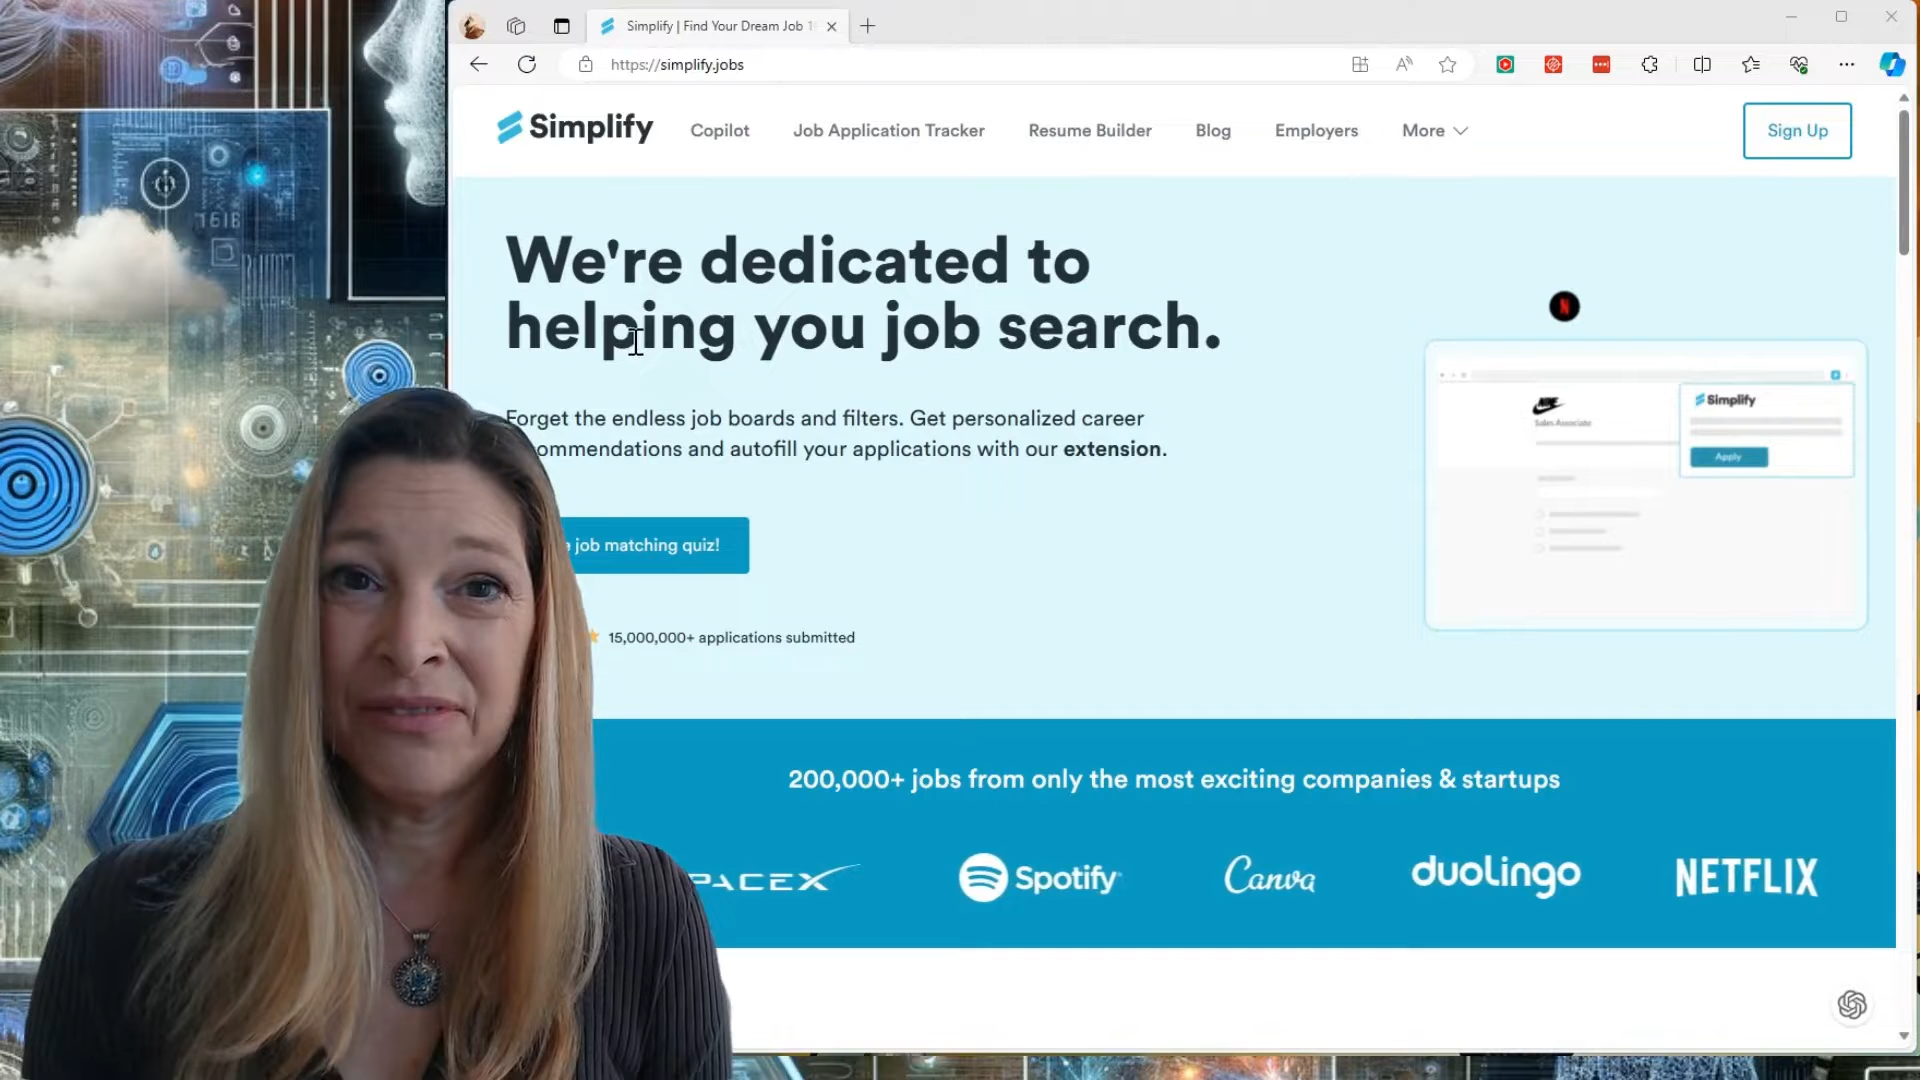 Simplify | Find Your Dream Job
https://simplify.jobs
Simplify
Copilot
Job Application Tracker
Resume Builder
Blog
Employers
More
Sign Up
We're dedicated to
helping you job search.
Forget the endless job boards and filters. Get personalized career
ommendations and autofill your applications with our extension.
job matching quiz!
15,000,000+ applications submitted
Simplify
Sales Associate
Apply
200,000+ jobs from only the most exciting companies & startups
PACEX
Spotify
Canva
duolingo
NETFLIX